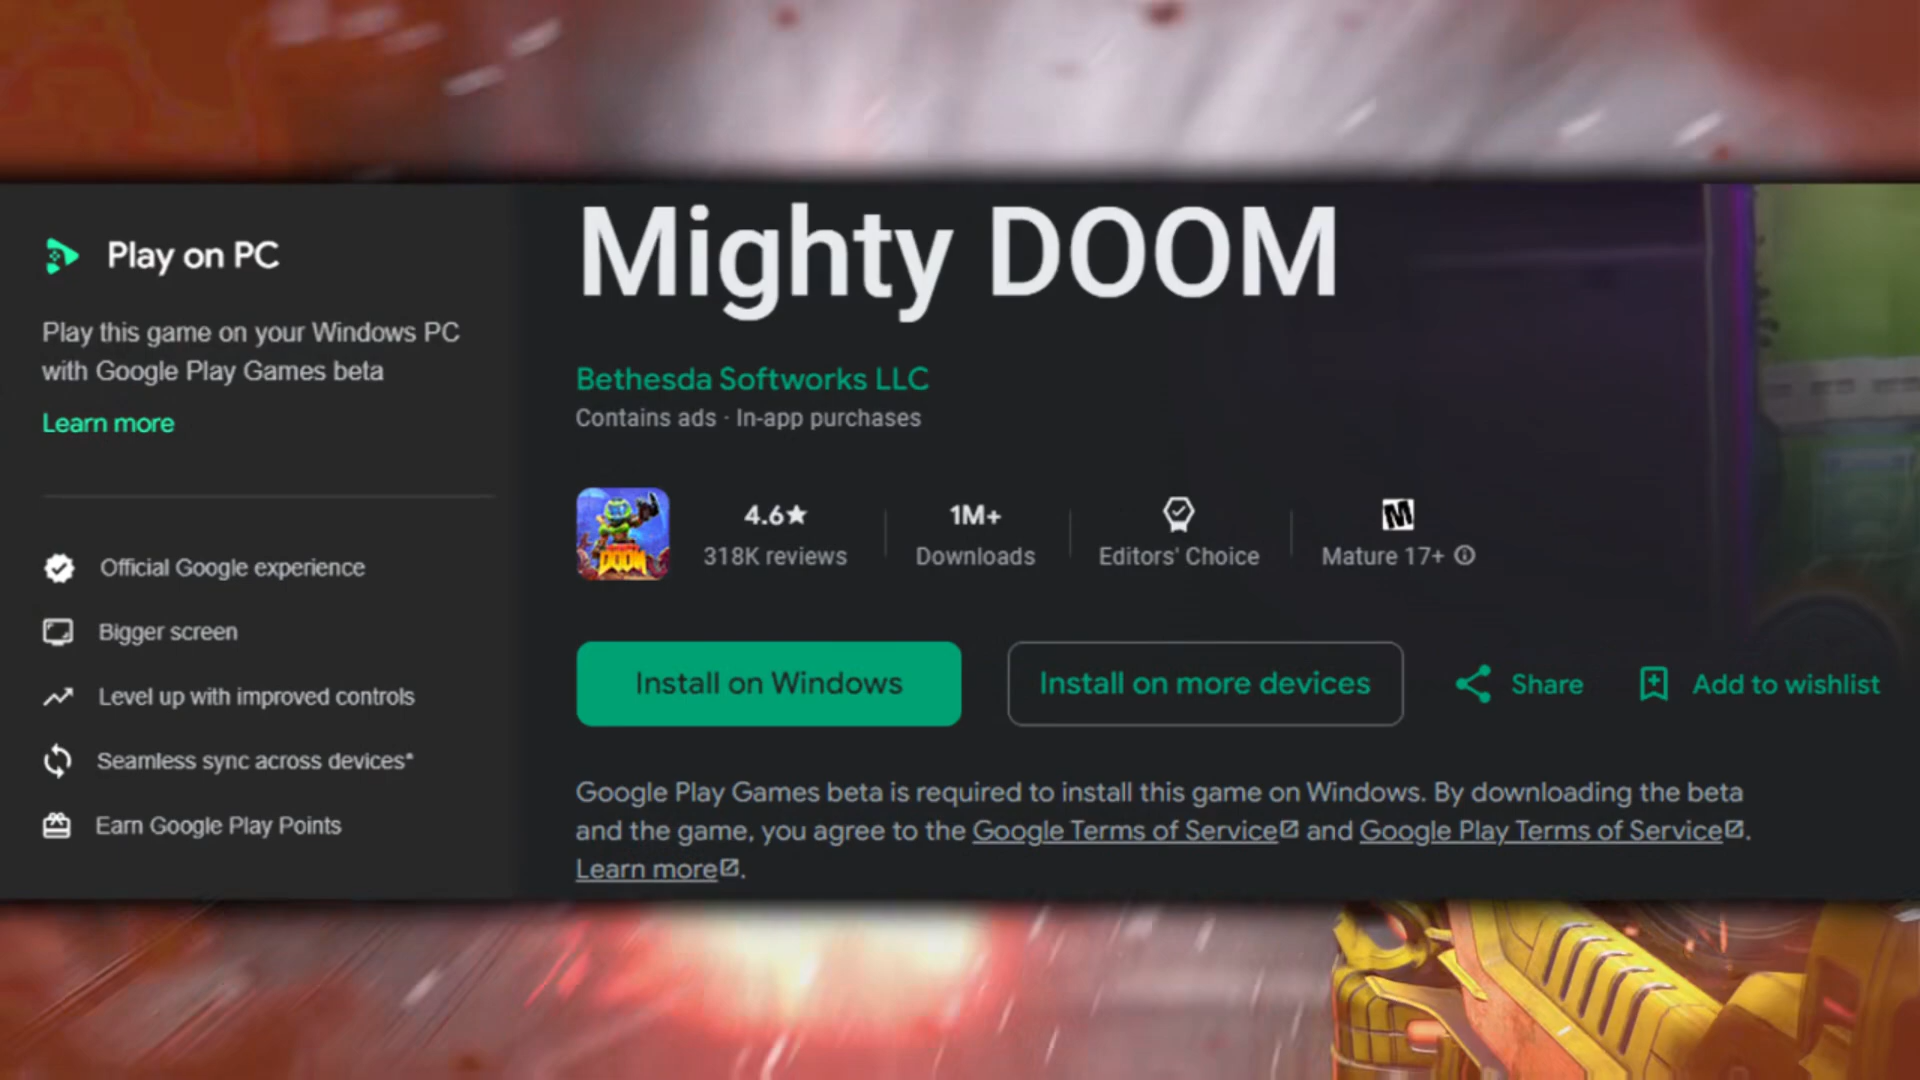 Play on PC
Play this game on your Windows PC
with Google Play Games beta
Learn more
Official Google experience
Bigger screen
Level up with improved controls
Seamless sync across devices*
Earn Google Play Points
Mighty DOOM
Bethesda Softworks LLC
Contains ads · In-app purchases
DOOM
4.6★
318K reviews
1M+
Downloads
Editors' Choice
M
Mature 17+
Install on Windows
Install on more devices
Share
Add to wishlist
Google Play Games beta is required to install this game on Windows. By downloading the beta
and the game, you agree to the Google Terms of Service and Google Play Terms of Service.
Learn more.